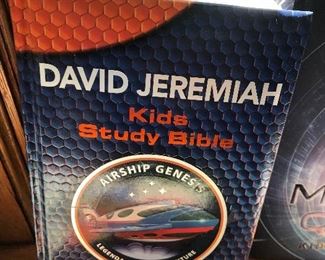 DAVID JEREMIAH
Kids
Study Bible
AIRSHIP GENESIS